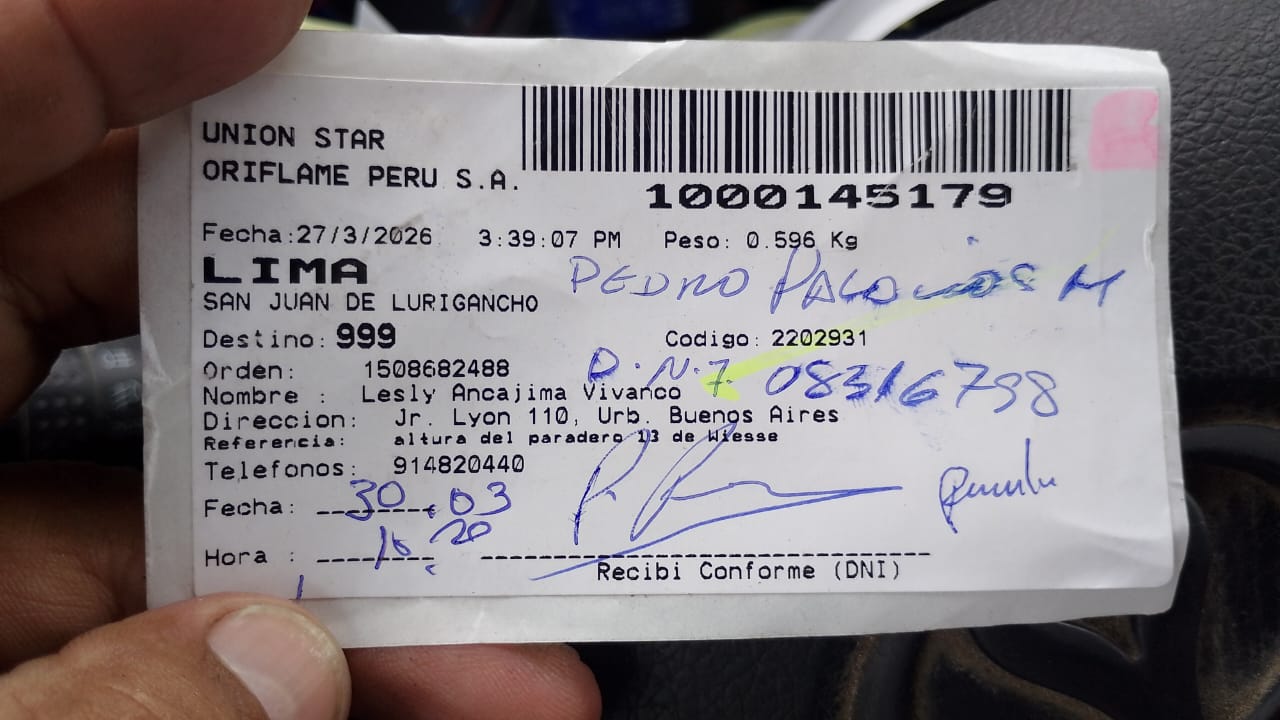 UNION STAR
ORIFLAME PERU S.A.
1000145179
Fecha:27/3/2026 3:39:07 PM Peso: 0.596 Kg
LIMA
PEDRO PALACIOS M
SAN JUAN DE LURIGANCHO
Destino: 999 Codigo: 2202931
Orden: 1508682488
D.N.I. 08316798
Nombre : Lesly Ancajima Vivanco
Direccion: Jr. Lyon 110, Urb. Buenos Aires
Referencia: altura del paradero 13 de Wiesse
Telefonos: 914820440
Fecha: 30.03
Hora : 16.20
Recibi Conforme (DNI)